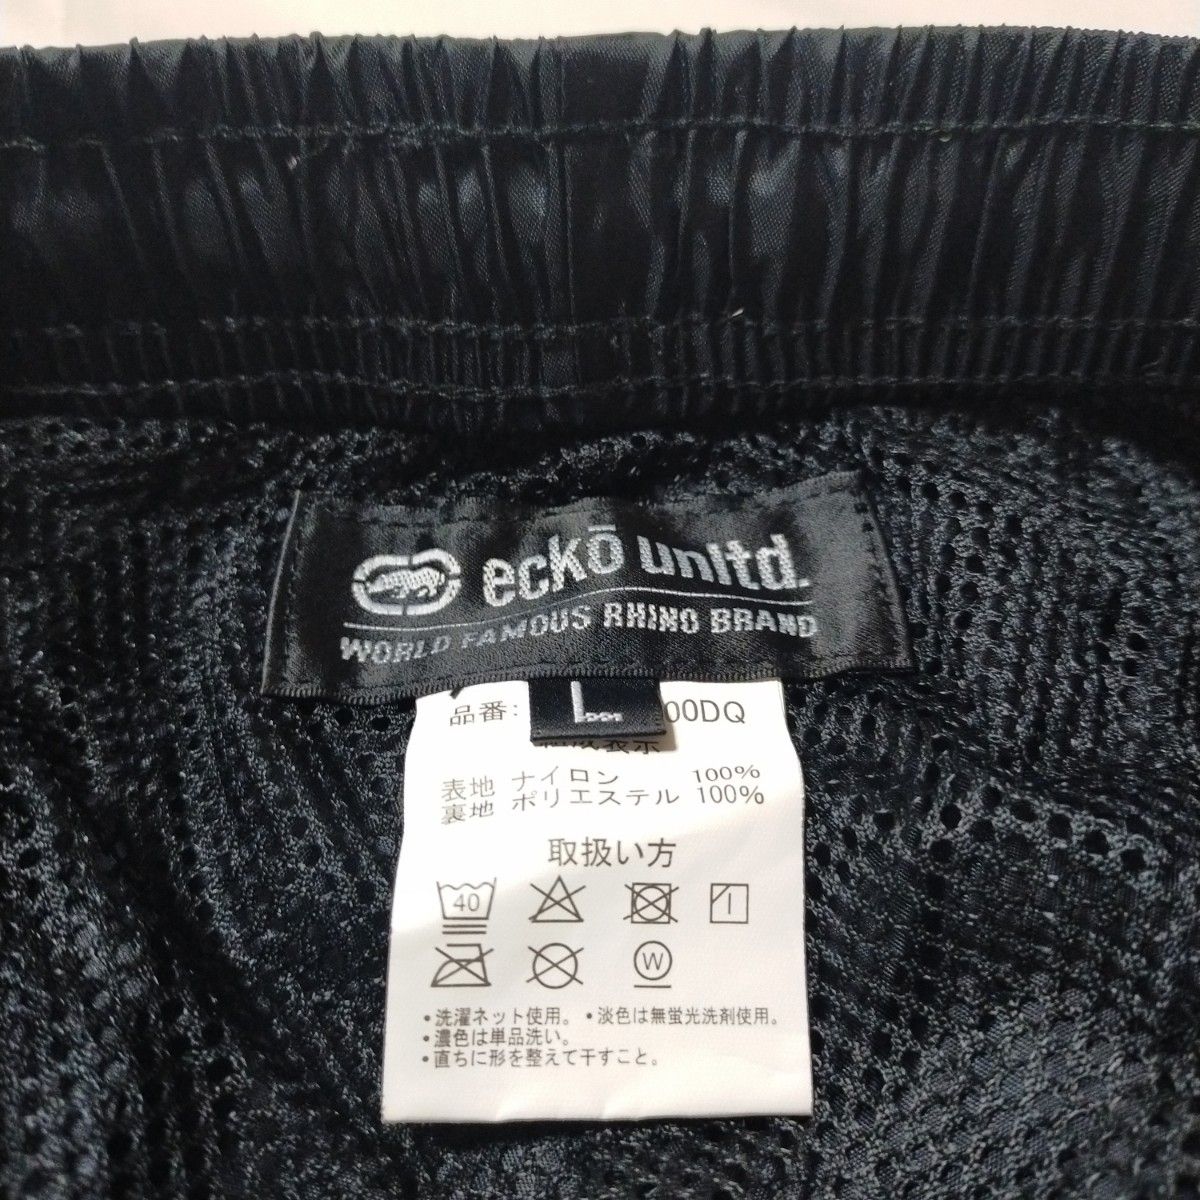 eckō unltd.
WORLD FAMOUS RHINO BRAND
L
品番: 00DQ
表地 ナイロン 100%
裏地 ポリエステル 100%
取扱い方
40
W
•洗濯ネット使用。 •淡色は無蛍光洗剤使用。
•濃色は単品洗い。
•直ちに形を整えて干すこと。